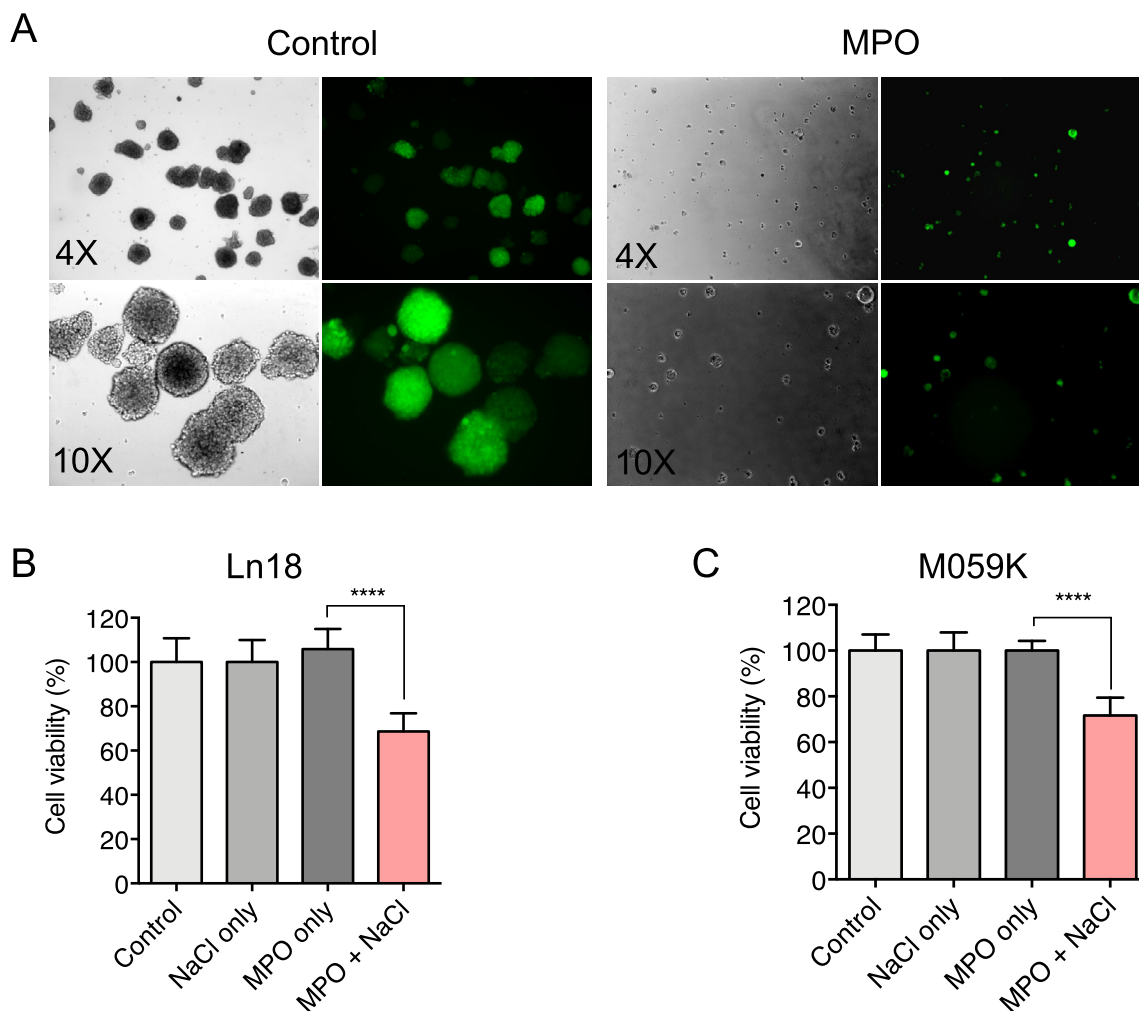 A
Control
MPO
4X
4X
10X
10X
B
Ln18
C
M059K
****
****
Cell viability (%)
120
100
80
60
40
20
0
Control
NaCl only
MPO only
MPO + NaCl
Cell viability (%)
120
100
80
60
40
20
0
Control
NaCl only
MPO only
MPO + NaCl